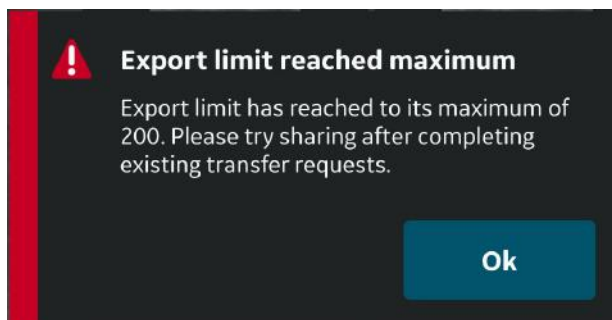 Export limit reached maximum
Export limit has reached to its maximum of
200. Please try sharing after completing
existing transfer requests.
Ok